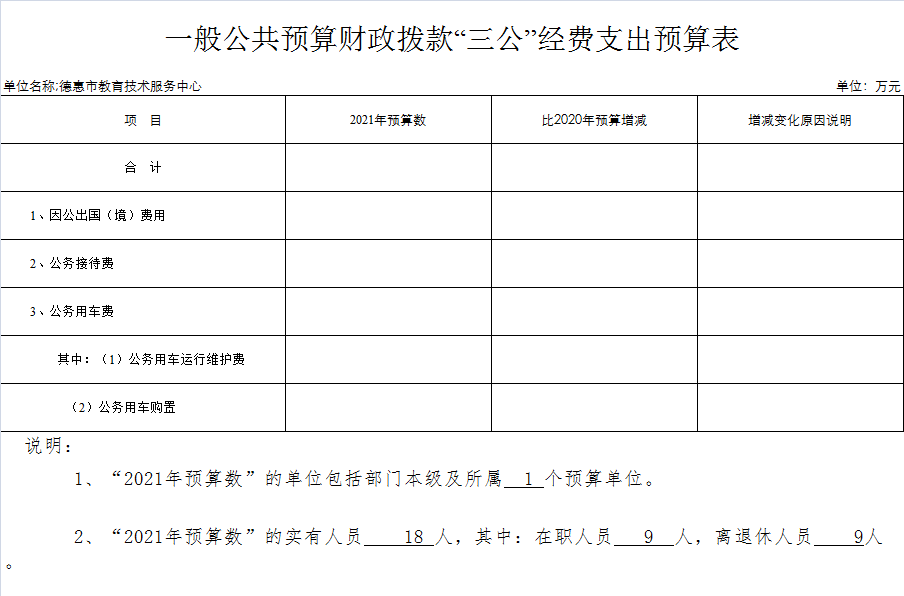 一般公共预算财政拨款“三公”经费支出预算表
单位名称:德惠市教育技术服务中心 单位：万元
项 目 2021年预算数 比2020年预算增减 增减变化原因说明
合 计
1、因公出国（境）费用
2、公务接待费
3、公务用车费
其中：（1）公务用车运行维护费
（2）公务用车购置
说明：
1、“2021年预算数”的单位包括部门本级及所属 1 个预算单位。
2、“2021年预算数”的实有人员 18 人，其中：在职人员 9 人，离退休人员 9人
。